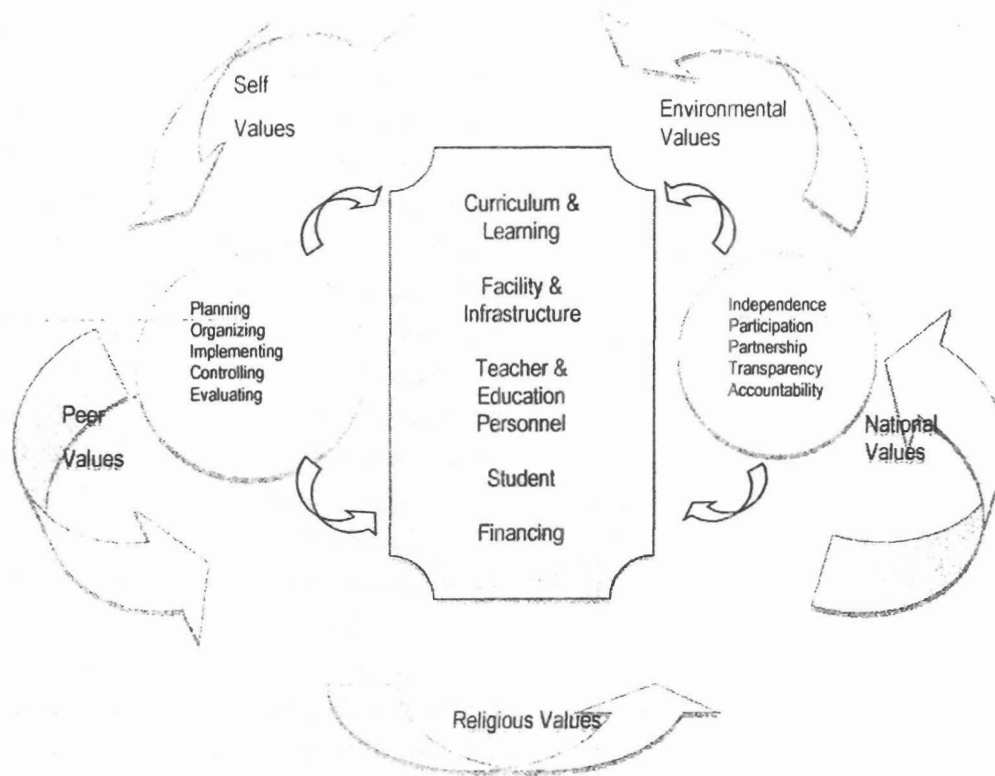 Self
Values
Environmental
Values
Curriculum &
Learning
Facility &
Infrastructure
Teacher &
Education
Personnel
Student
Financing
Planning
Organizing
Implementing
Controlling
Evaluating
Independence
Participation
Partnership
Transparency
Accountability
Peer
Values
National
Values
Religious Values